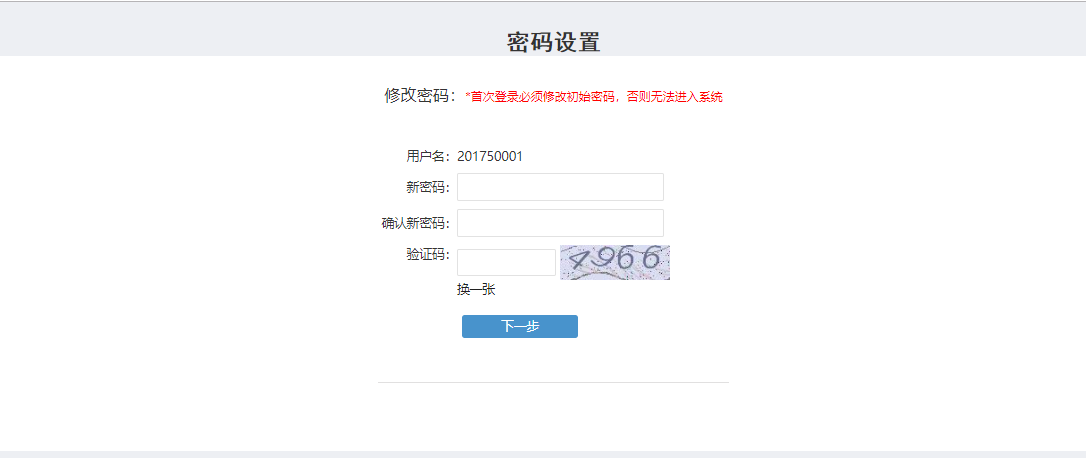 密码设置
修改密码：*首次登录必须修改初始密码，否则无法进入系统
用户名：201750001
新密码：
确认新密码：
验证码： 4966
换一张
下一步